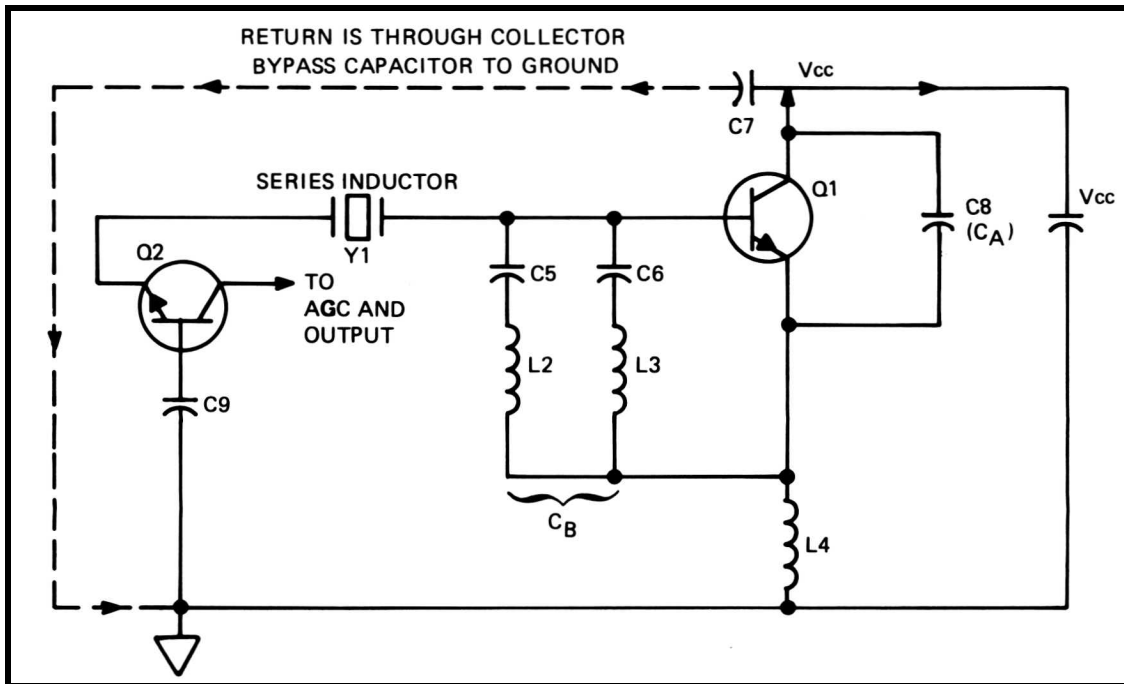 RETURN IS THROUGH COLLECTOR
BYPASS CAPACITOR TO GROUND
Vcc
C7
SERIES INDUCTOR
Y1
Q1
C8
(CA)
Vcc
Q2
TO
AGC AND
OUTPUT
C5
C6
L2
L3
C9
CB
L4